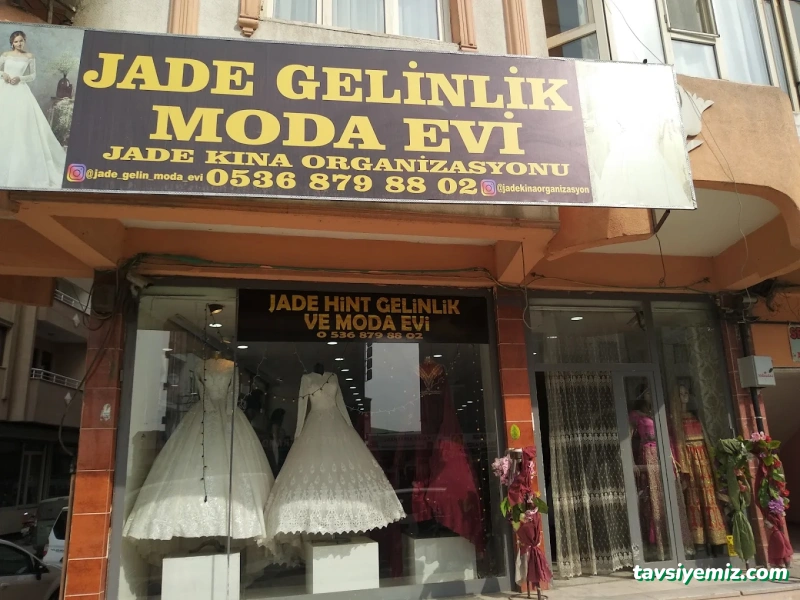 JADE GELİNLİK
MODA EVİ
JADE KINA ORGANİZASYONU
@jade_gelin_moda_evi 0536 879 88 02 @jadekinaorganizasyon
JADE HİNT GELİNLİK
VE MODA EVİ
0 536 879 88 02
tavsiyemiz.com